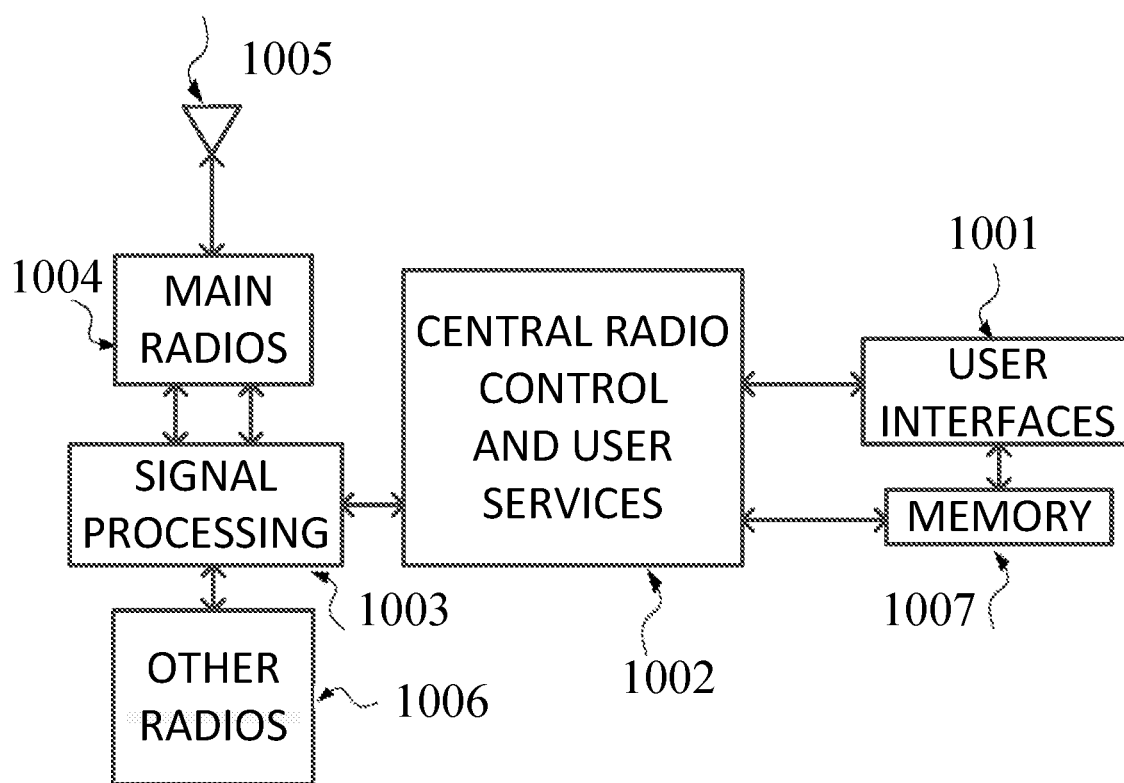 1005
1004
MAIN
RADIOS
SIGNAL
PROCESSING
1003
OTHER
RADIOS
1006
CENTRAL RADIO
CONTROL
AND USER
SERVICES
1002
1001
USER
INTERFACES
MEMORY
1007